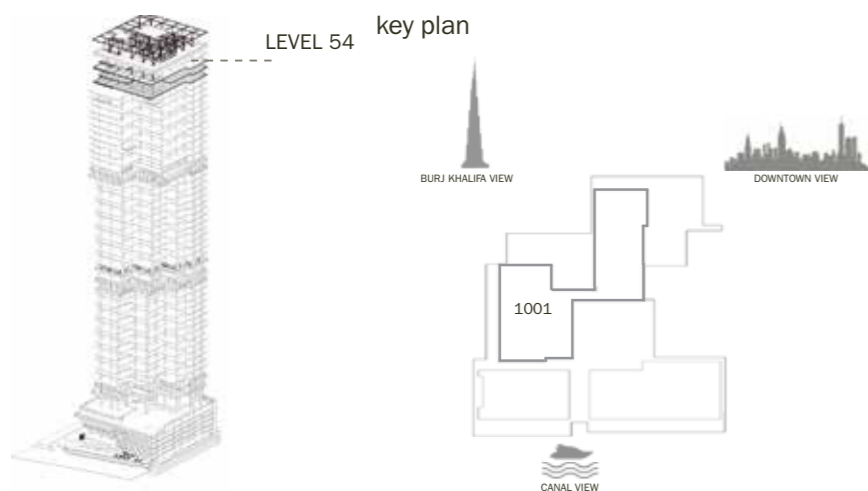 key plan
LEVEL 54
BURJ KHALIFA VIEW
DOWNTOWN VIEW
1001
CANAL VIEW